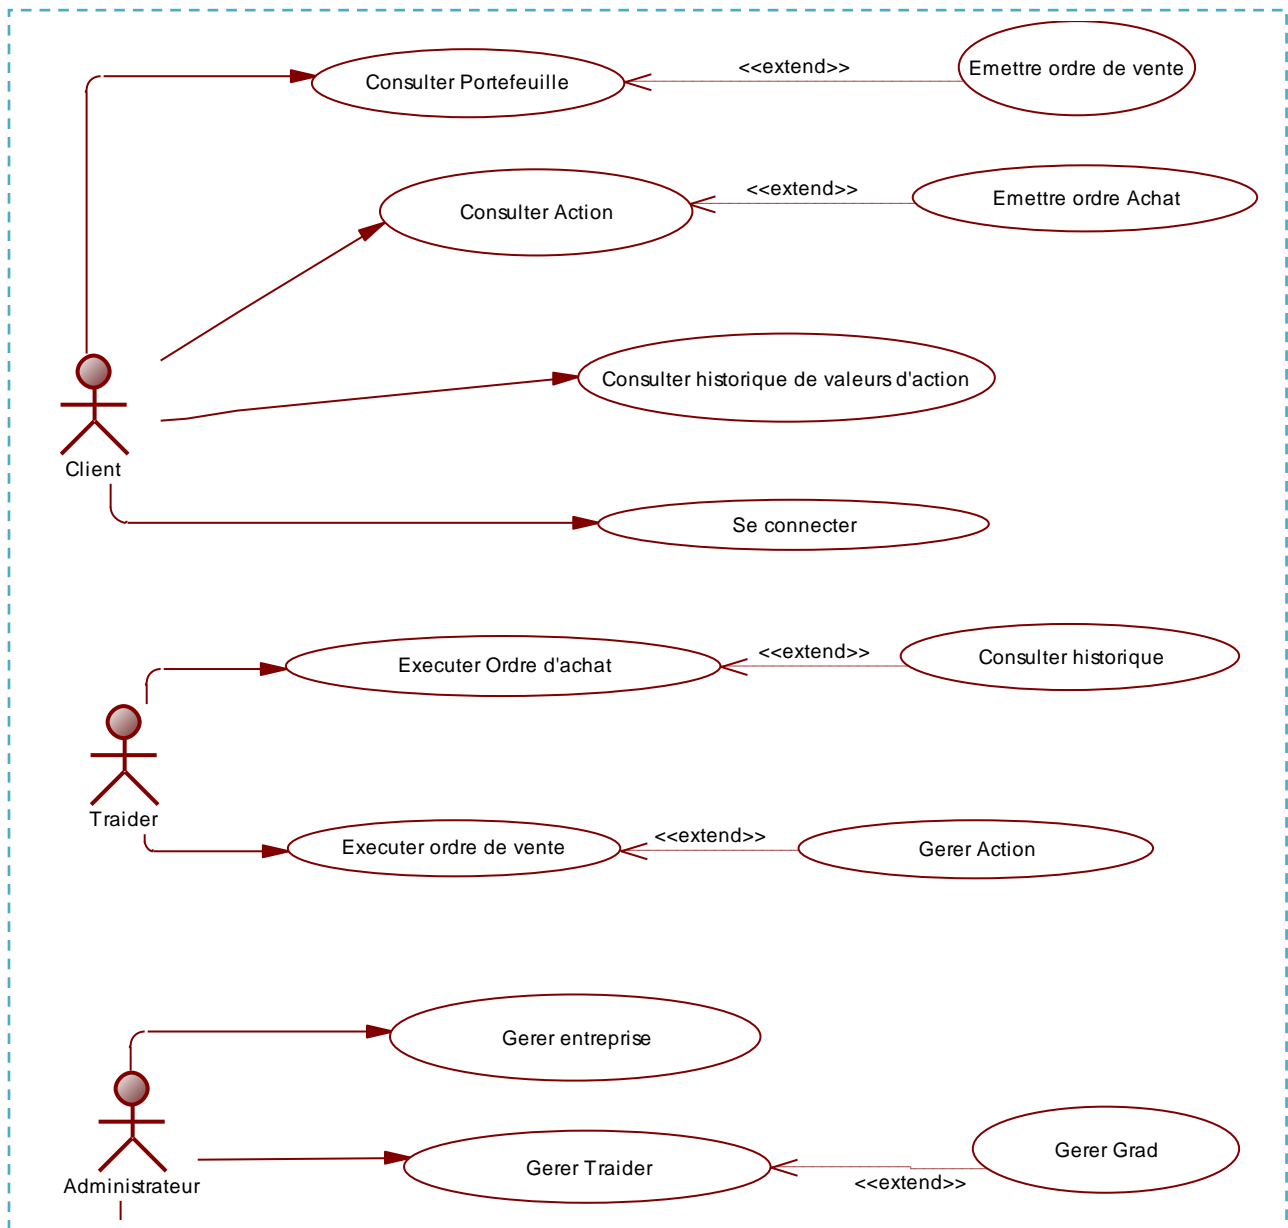 Consulter Portefeuille
<<extend>>
Emettre ordre de vente
Consulter Action
<<extend>>
Emettre ordre Achat
Consulter historique de valeurs d'action
Client
Se connecter
Executer Ordre d'achat
<<extend>>
Consulter historique
Traider
Executer ordre de vente
<<extend>>
Gerer Action
Gerer entreprise
Administrateur
Gerer Traider
<<extend>>
Gerer Grad